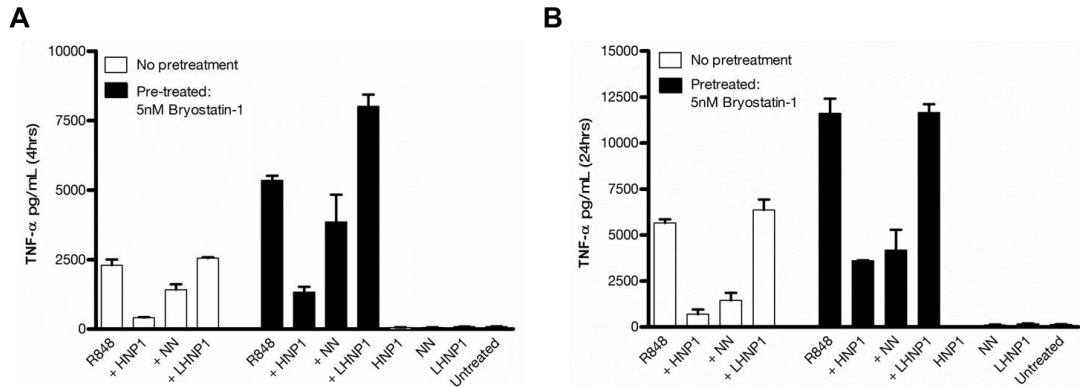 A
TNF-α pg/mL (4hrs)
10000
7500
5000
2500
0
No pretreatment
Pre-treated:
5nM Bryostatin-1
R848
+ HNP1
+ NN
+ LHNP1
R848
+ HNP1
+ NN
+ LHNP1
HNP1
NN
LHNP1
Untreated
B
TNF-α pg/mL (24hrs)
15000
12500
10000
7500
5000
2500
0
No pretreatment
Pretreated:
5nM Bryostatin-1
R848
+ HNP1
+ NN
+ LHNP1
R848
+ HNP1
+ NN
+ LHNP1
HNP1
NN
LHNP1
Untreated